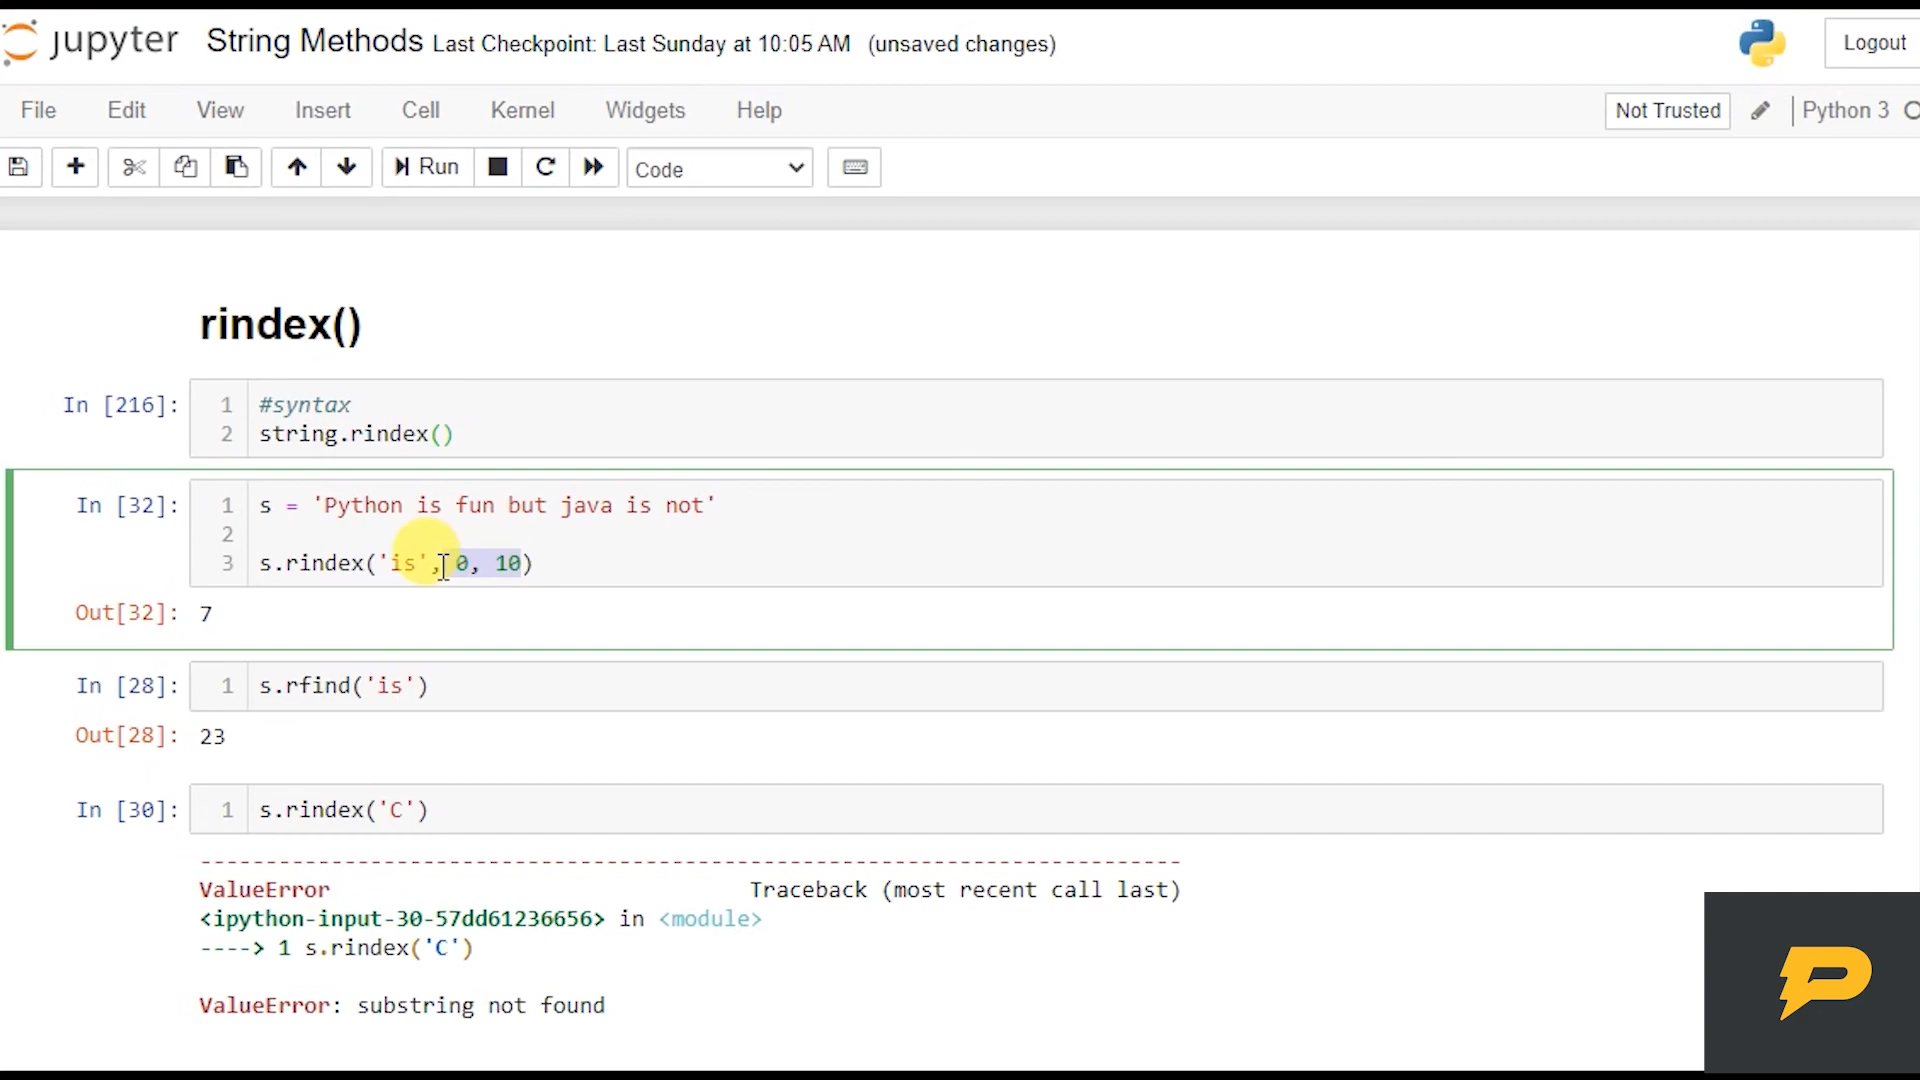 jupyter String Methods Last Checkpoint: Last Sunday at 10:05 AM (unsaved changes) Logout
File Edit View Insert Cell Kernel Widgets Help Not Trusted Python 3
Run Code
rindex()
In [216]: 1 #syntax
2 string.rindex()
In [32]: 1 s = 'Python is fun but java is not'
2
3 s.rindex('is', 0, 10)
Out[32]: 7
In [28]: 1 s.rfind('is')
Out[28]: 23
In [30]: 1 s.rindex('C')
---------------------------------------------------------------------------
ValueError Traceback (most recent call last)
<ipython-input-30-57dd61236656> in <module>
----> 1 s.rindex('C')
ValueError: substring not found